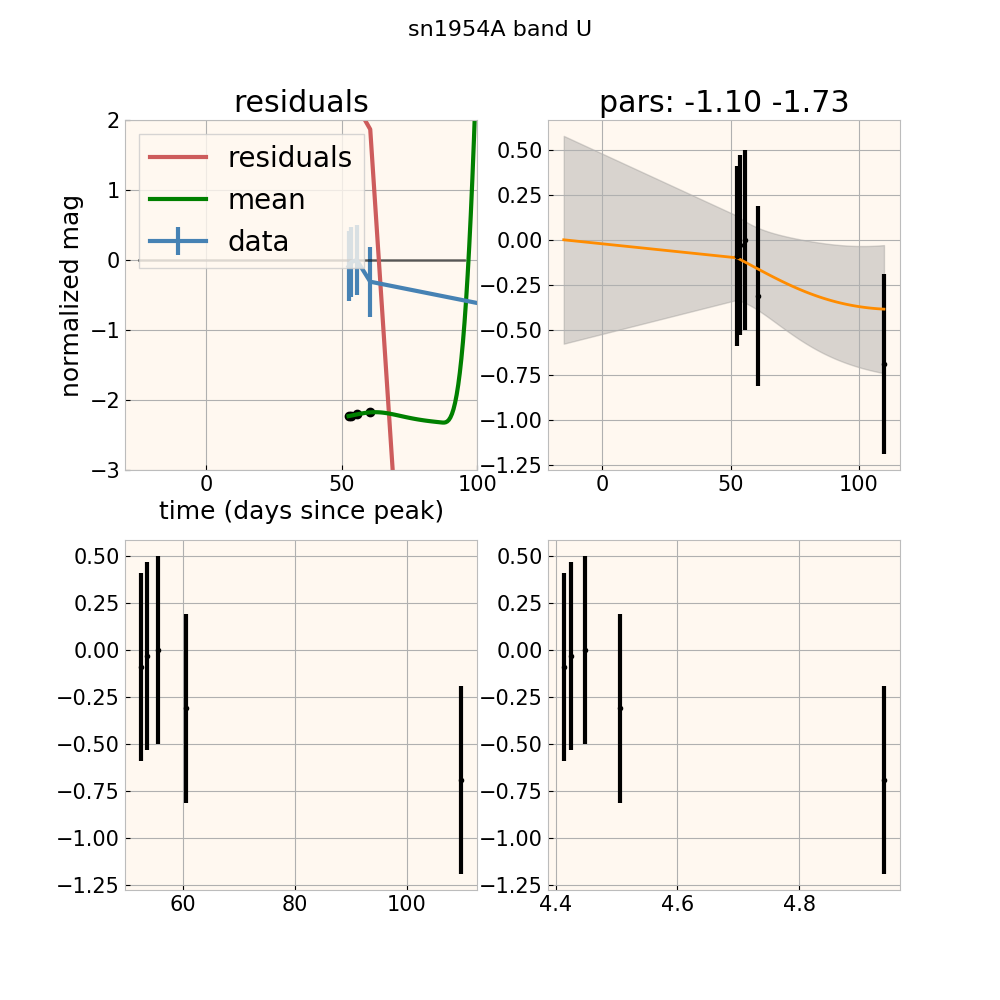 sn1954A band U
residuals
pars: -1.10 -1.73
normalized mag
2
1
0
−1
−2
−3
residuals
mean
data
0 50 100
time (days since peak)
0.50
0.25
0.00
−0.25
−0.50
−0.75
−1.00
−1.25
0 50 100
0.50
0.25
0.00
−0.25
−0.50
−0.75
−1.00
−1.25
60 80 100
0.50
0.25
0.00
−0.25
−0.50
−0.75
−1.00
−1.25
4.4 4.6 4.8